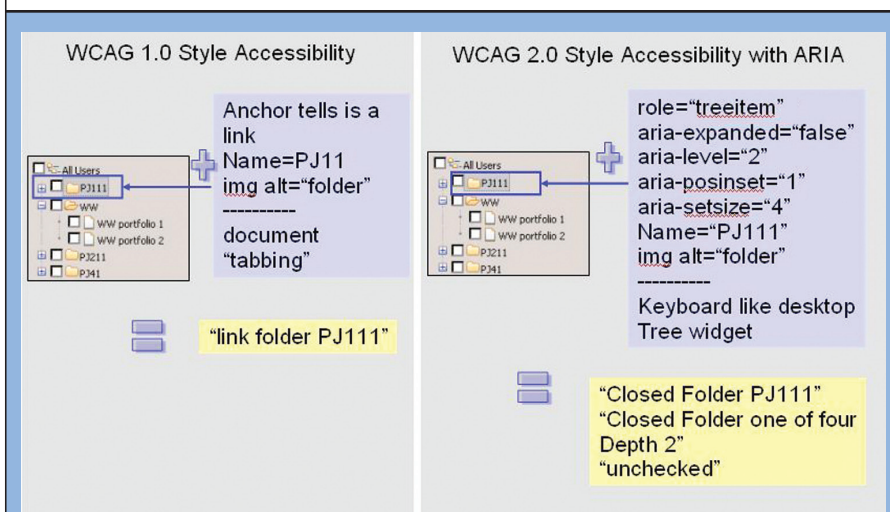 WCAG 1.0 Style Accessibility
Anchor tells is a
link
Name=PJ11
img alt="folder"
----------
document
"tabbing"
All Users
PJ111
WW
WW portfolio 1
WW portfolio 2
PJ211
PJ41
"link folder PJ111"
WCAG 2.0 Style Accessibility with ARIA
role="treeitem"
aria-expanded="false"
aria-level="2"
aria-posinset="1"
aria-setsize="4"
Name="PJ111"
img alt="folder"
----------
Keyboard like desktop
Tree widget
All Users
PJ111
WW
WW portfolio 1
WW portfolio 2
PJ211
PJ41
"Closed Folder PJ111"
"Closed Folder one of four
Depth 2"
"unchecked"